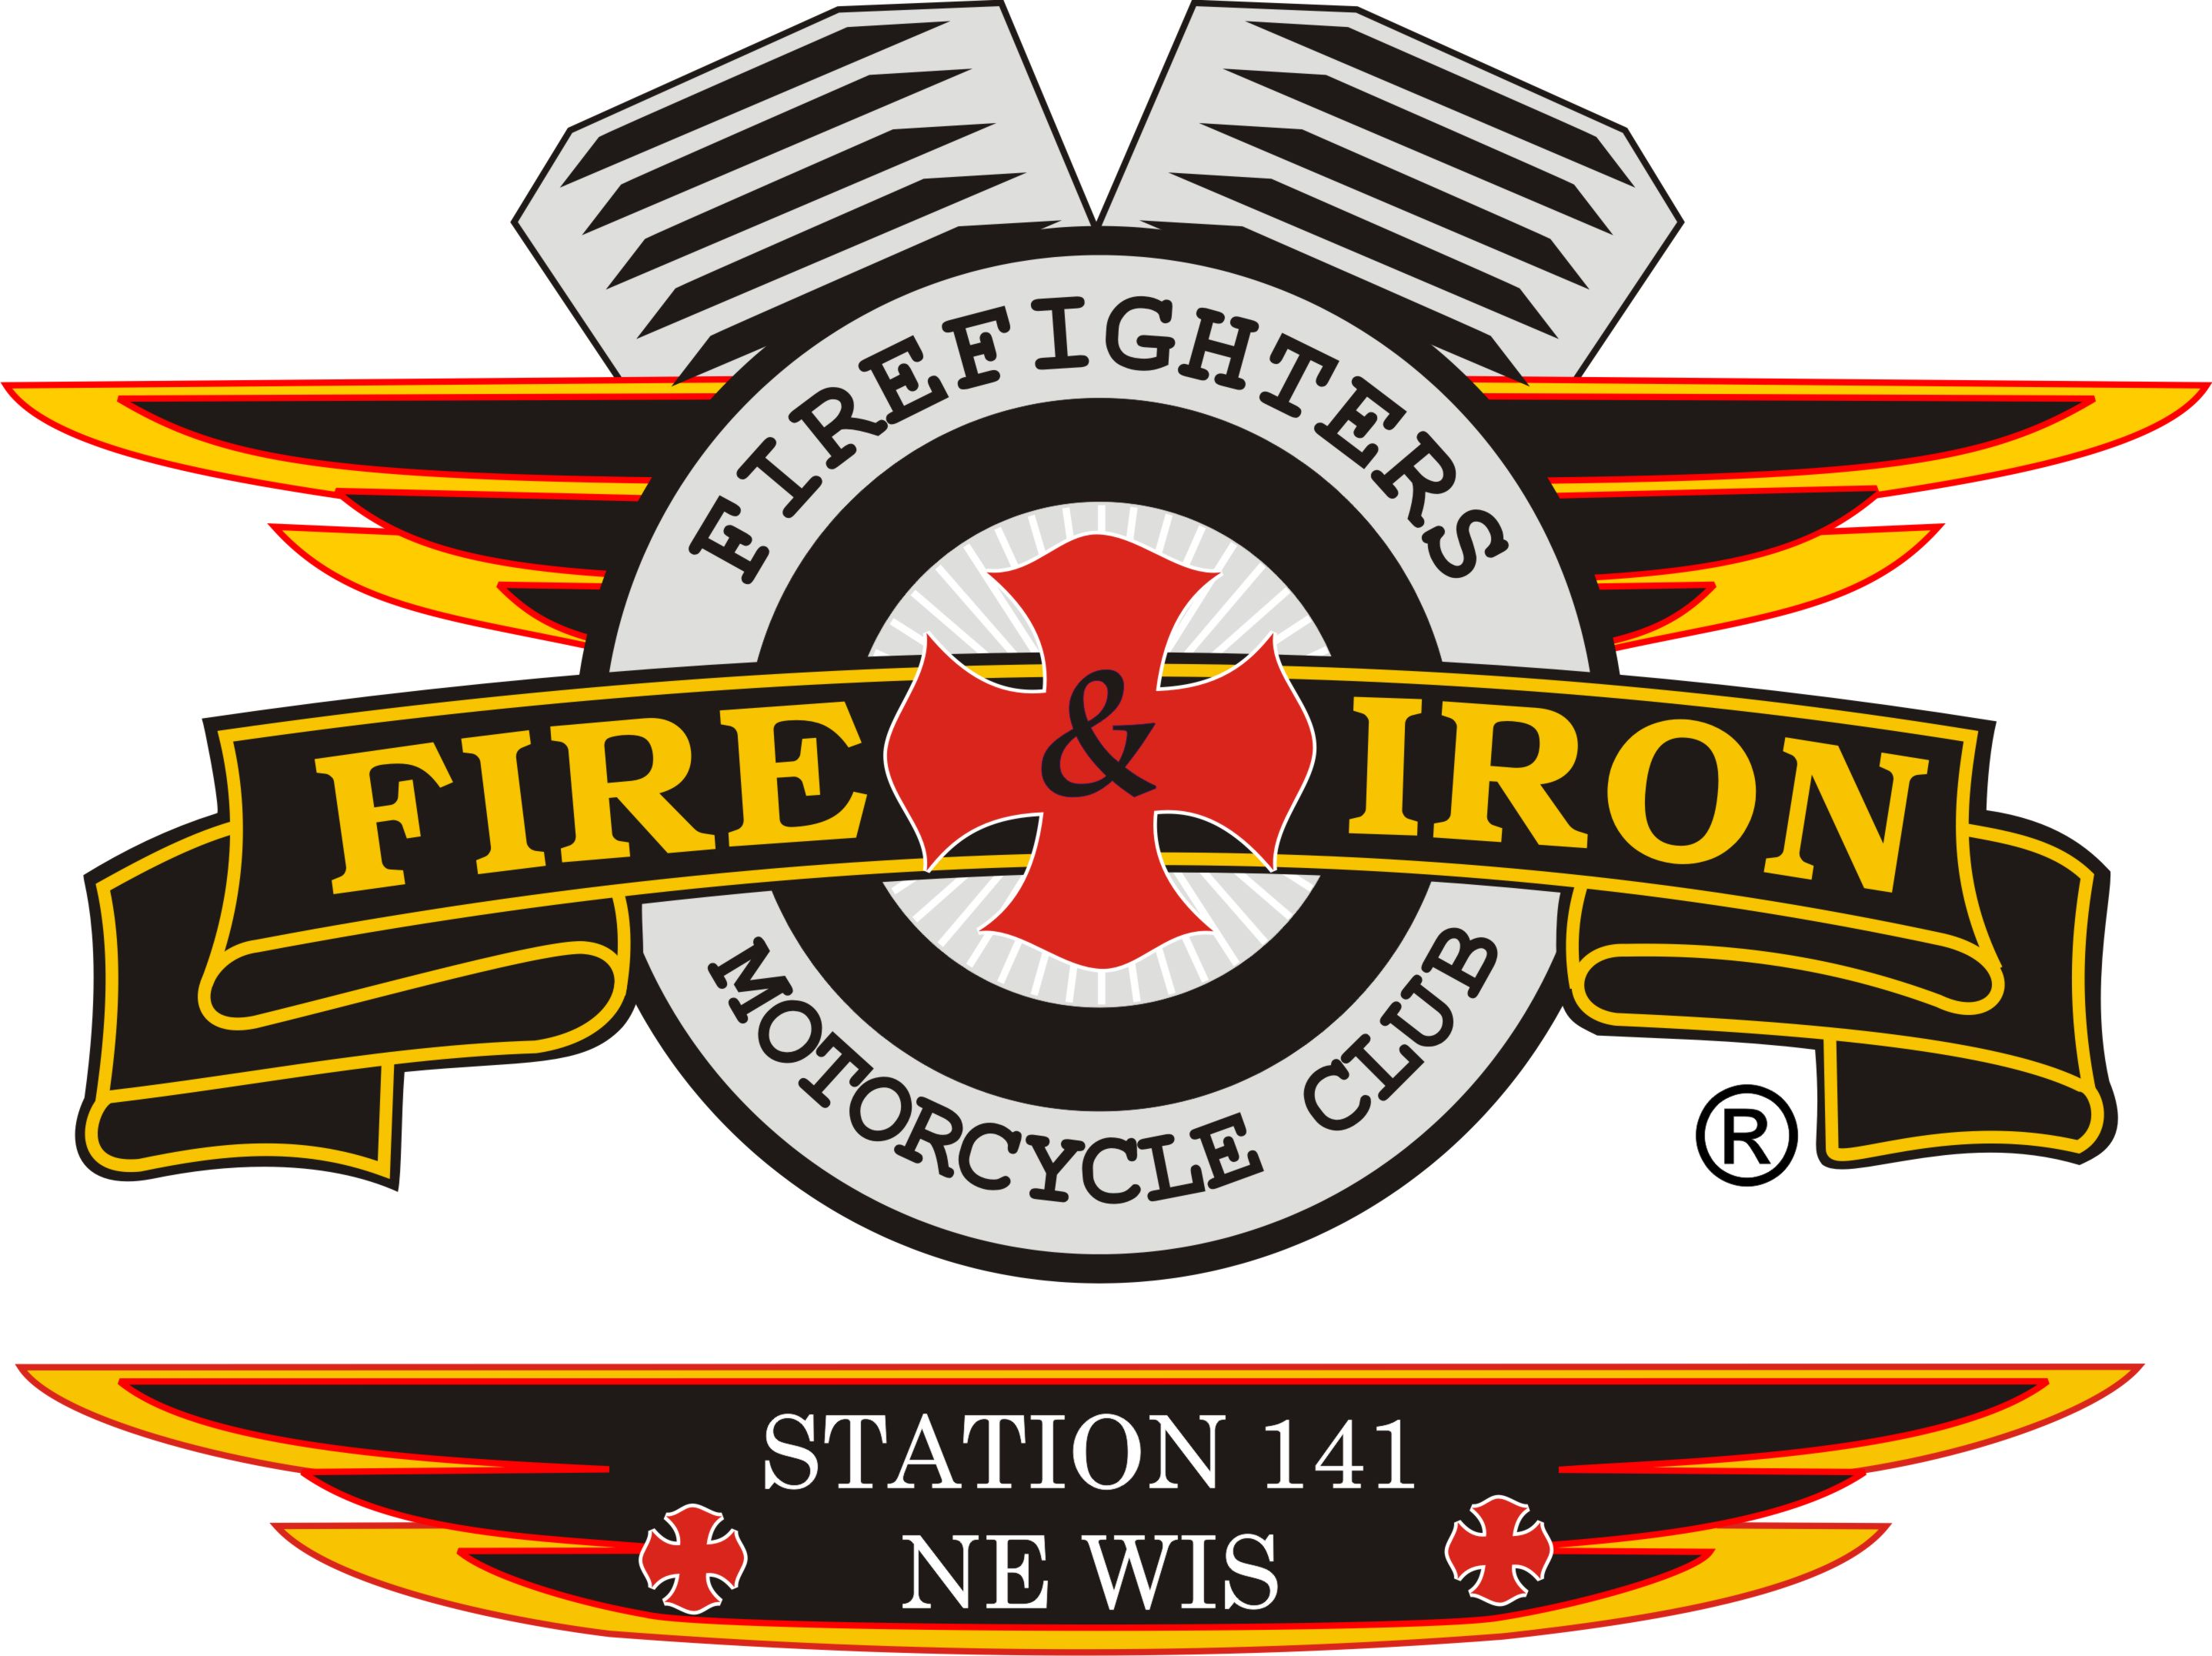 FIREFIGHTERS
FIRE & IRON
MOTORCYCLE CLUB
®
STATION 141
NE WIS